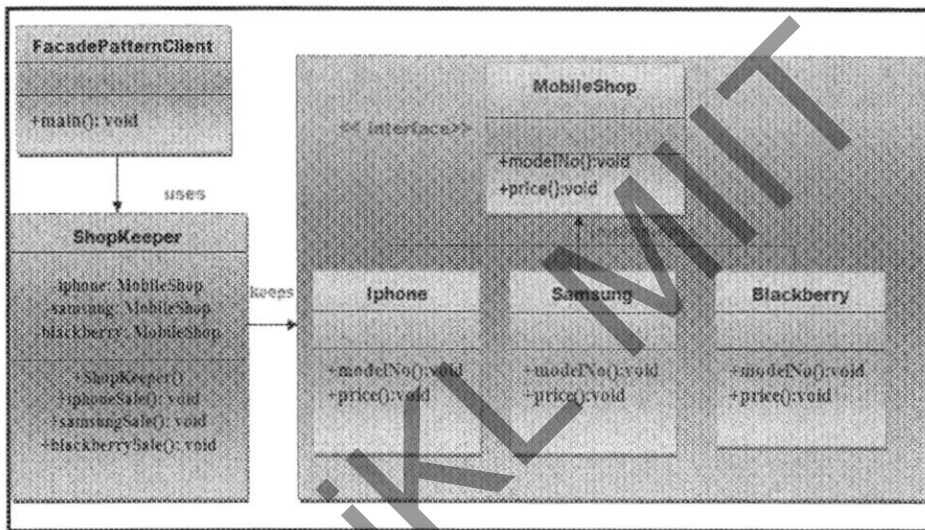 FacadePatternClient
+main(): void
uses
ShopKeeper
-iphone: MobileShop
-samsung: MobileShop
-blackberry: MobileShop
+ShopKeeper()
+iphoneSale(): void
+samsungSale(): void
+blackberrySale(): void
keeps
MobileShop
<< interface>>
+modelNo():void
+price():void
Iphone
+modelNo():void
+price():void
Samsung
+modelNo():void
+price():void
Blackberry
+modelNo():void
+price():void
iKL MIT